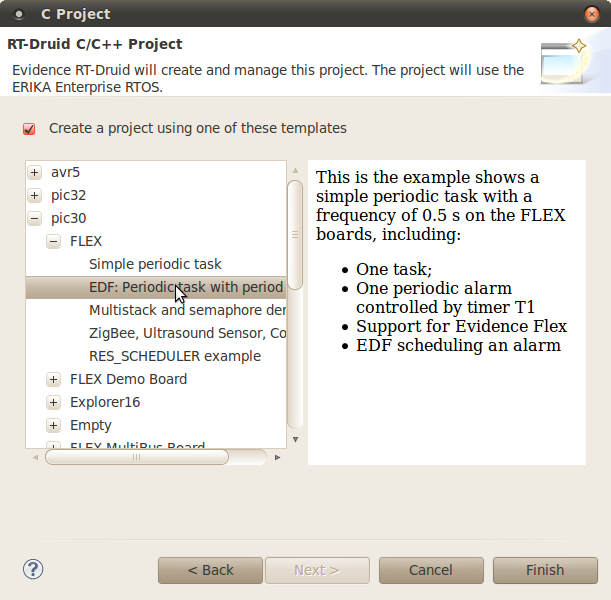 C Project
RT-Druid C/C++ Project
Evidence RT-Druid will create and manage this project. The project will use the
ERIKA Enterprise RTOS.
Create a project using one of these templates
avr5
pic32
pic30
FLEX
Simple periodic task
EDF: Periodic task with period
Multistack and semaphore der
ZigBee, Ultrasound Sensor, Co
RES_SCHEDULER example
FLEX Demo Board
Explorer16
Empty
FLEX MultiBus Board
This is the example shows a
simple periodic task with a
frequency of 0.5 s on the FLEX
boards, including:
• One task;
• One periodic alarm
controlled by timer T1
• Support for Evidence Flex
• EDF scheduling an alarm
?
< Back
Next >
Cancel
Finish